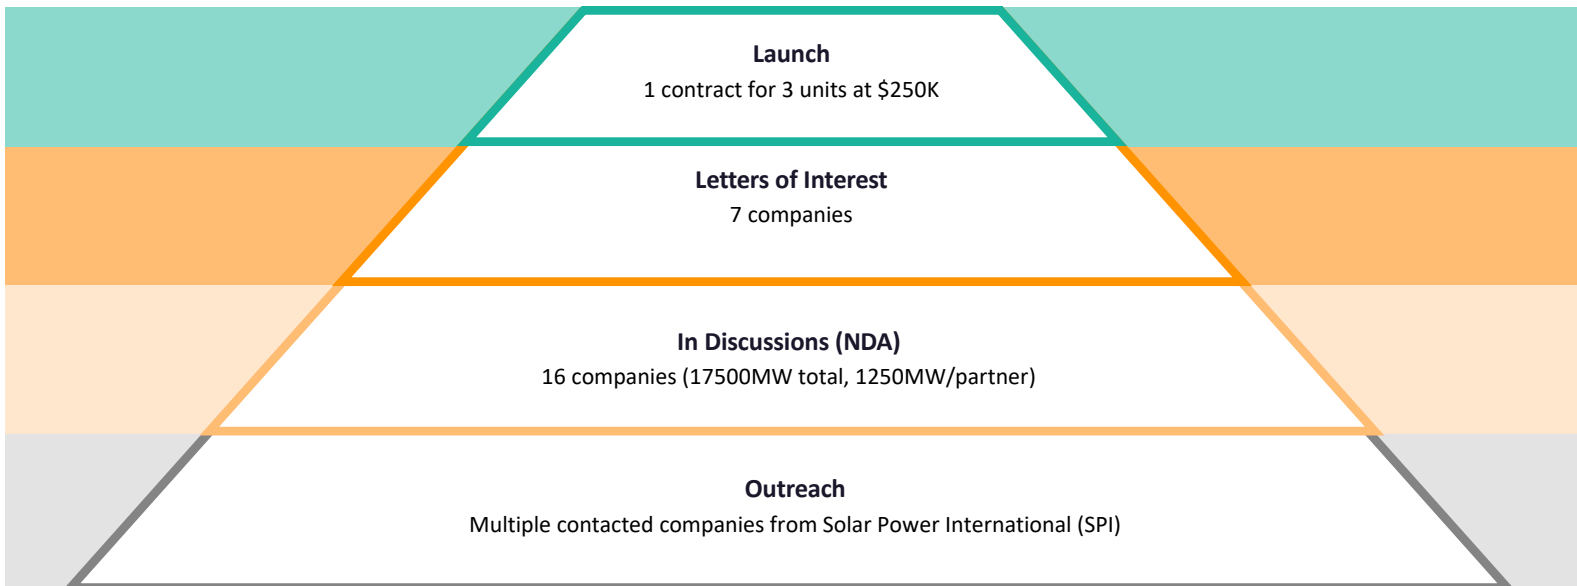 Launch
1 contract for 3 units at $250K
Letters of Interest
7 companies
In Discussions (NDA)
16 companies (17500MW total, 1250MW/partner)
Outreach
Multiple contacted companies from Solar Power International (SPI)